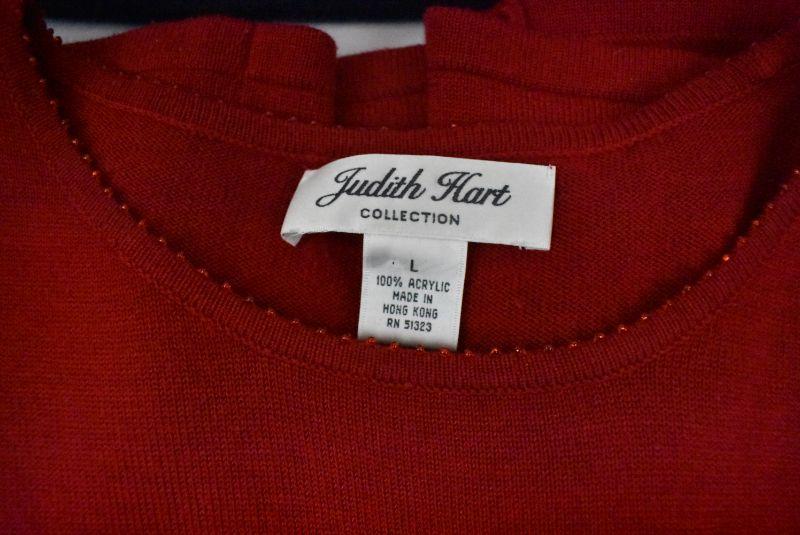 Judith Hart
COLLECTION
L
100% ACRYLIC
MADE IN
HONG KONG
RN 51323